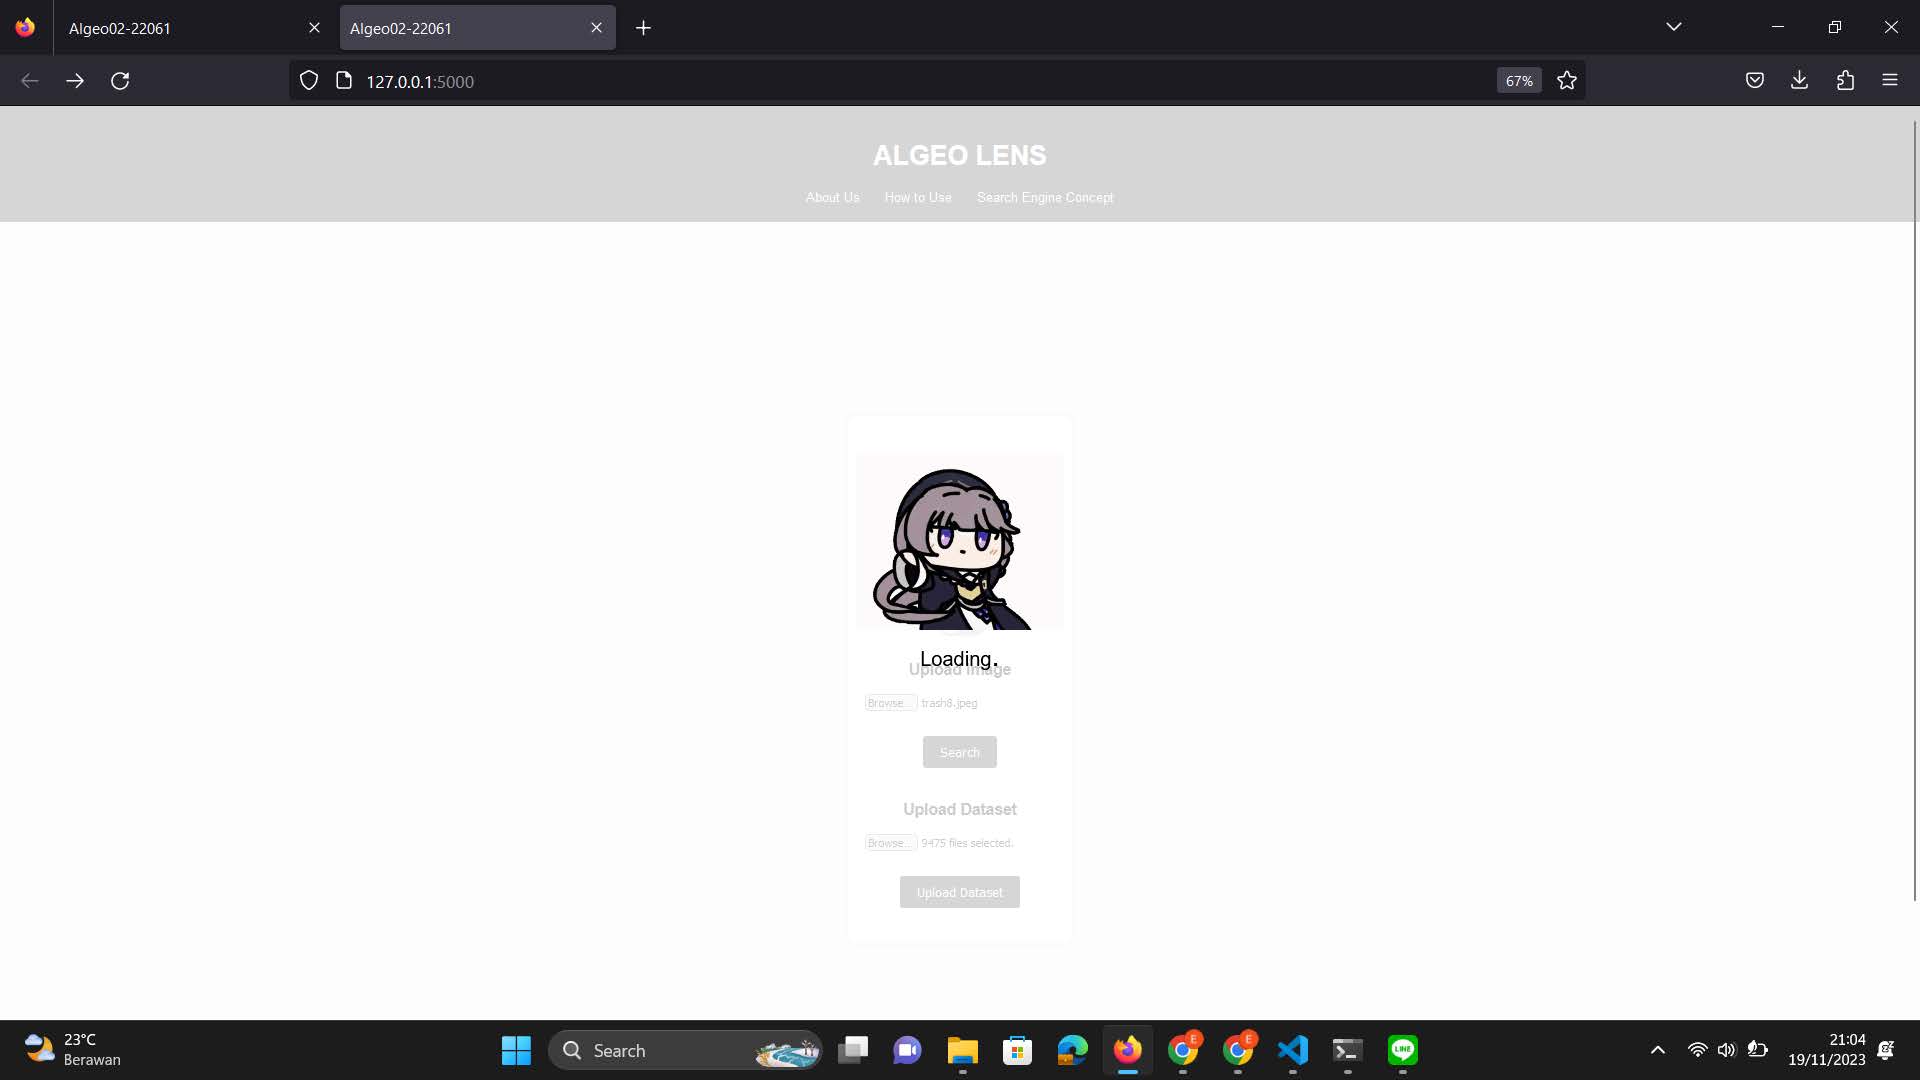 Algeo02-22061
Algeo02-22061
127.0.0.1:5000
67%
ALGEO LENS
About Us How to Use Search Engine Concept
Loading.
Upload Image
Browse... trash8.jpeg
Search
Upload Dataset
Browse... 9475 files selected.
Upload Dataset
23°C
Berawan
Search
E
E
LINE
21:04
19/11/2023